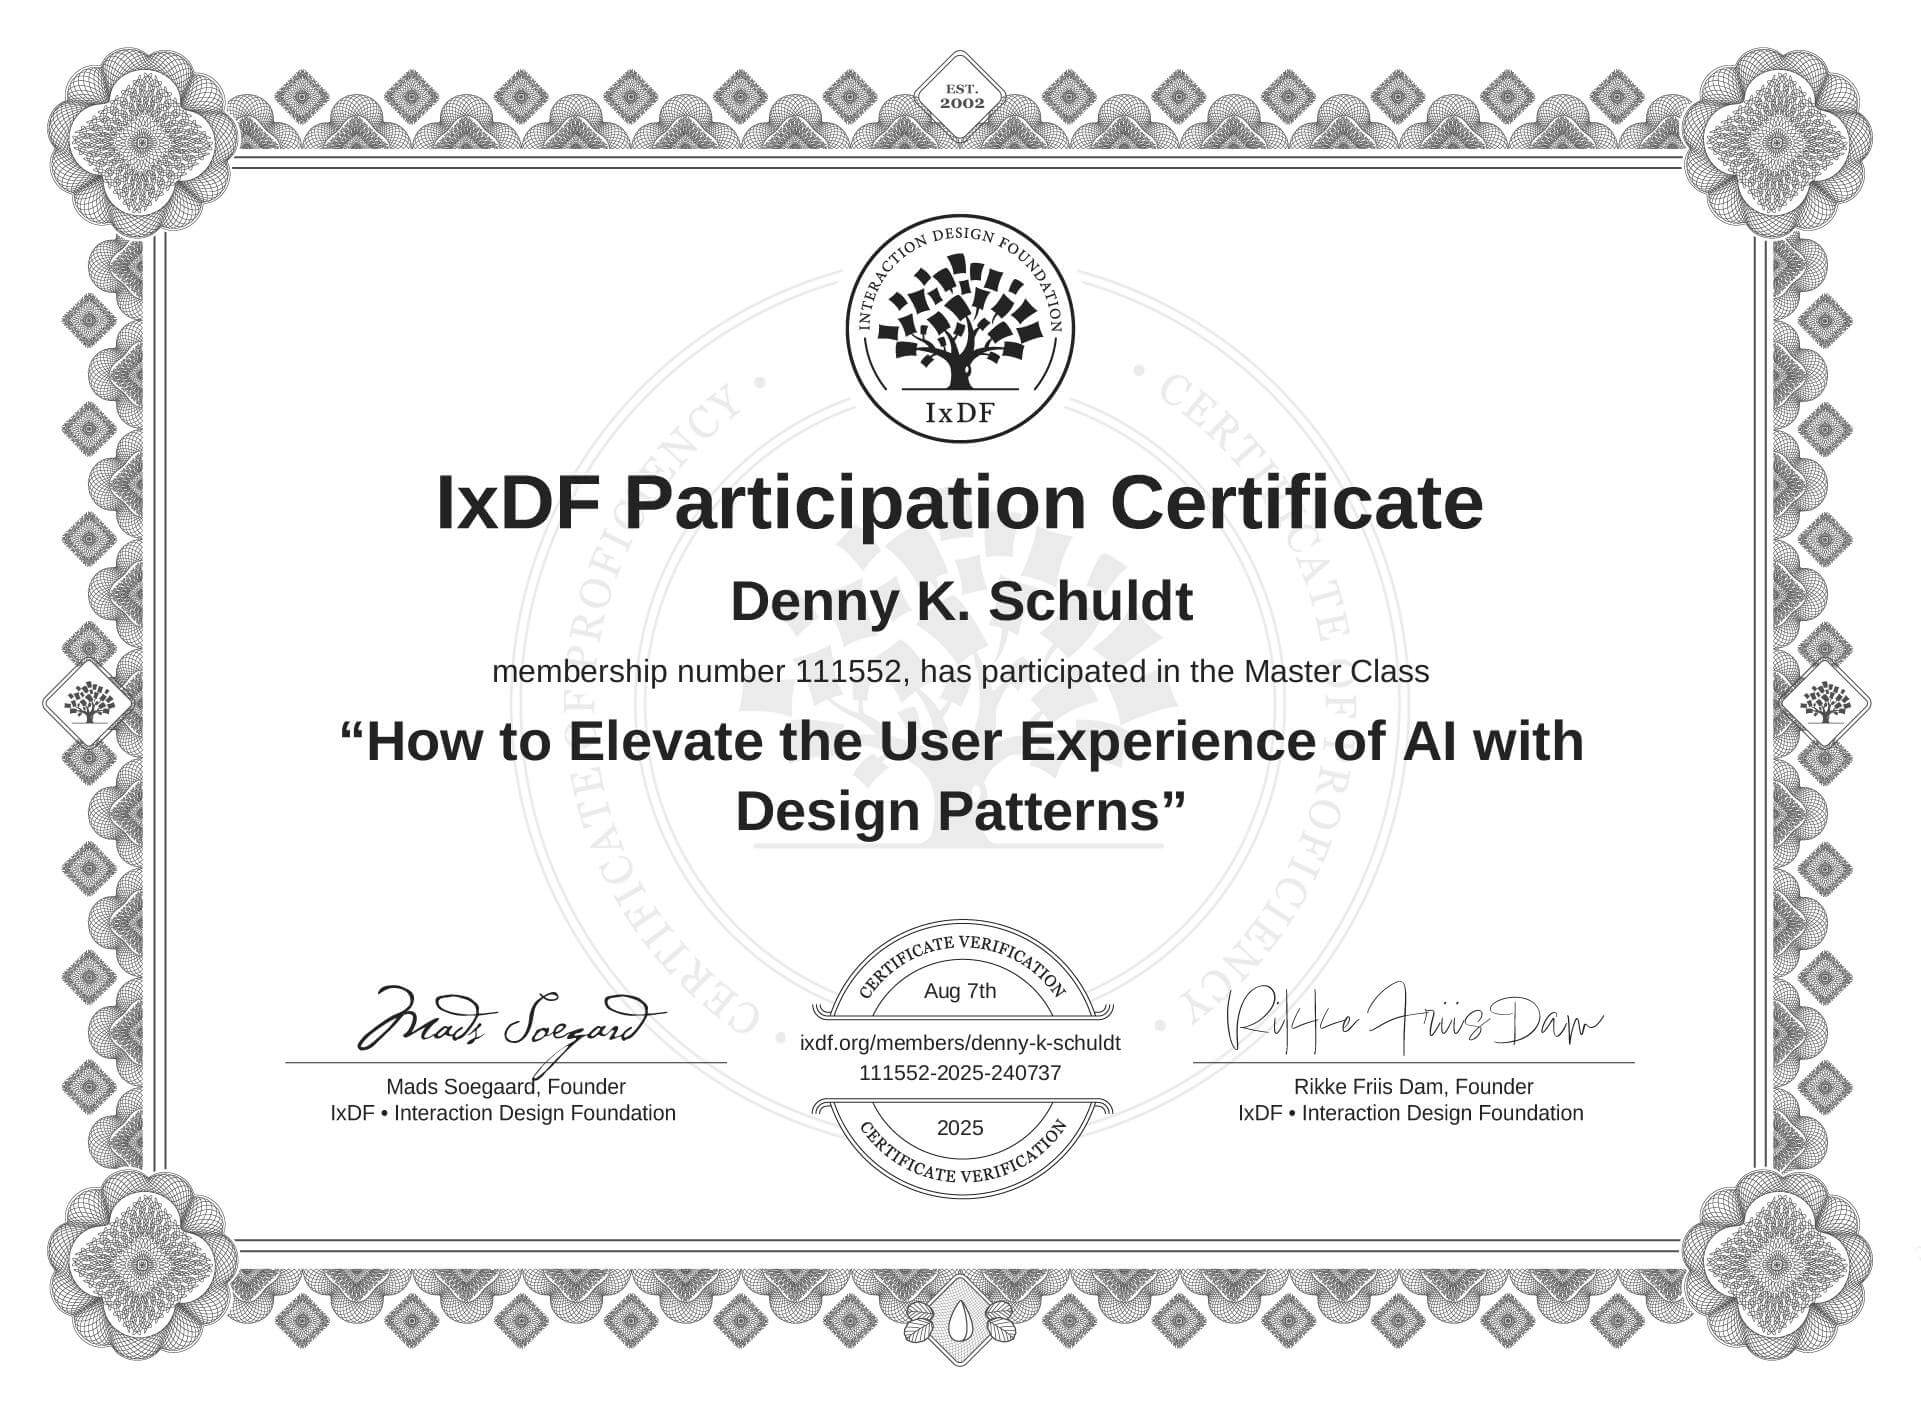 EST.
2002
INTERACTION DESIGN FOUNDATION
IxDF
• CERTIFICATE OF PROFICIENCY •
• CERTIFICATE OF PROFICIENCY •
IxDF Participation Certificate
Denny K. Schuldt
membership number 111552, has participated in the Master Class
“How to Elevate the User Experience of AI with
Design Patterns”
Mads Soegaard
Mads Soegaard, Founder
IxDF • Interaction Design Foundation
CERTIFICATE VERIFICATION
Aug 7th
ixdf.org/members/denny-k-schuldt
111552-2025-240737
2025
CERTIFICATE VERIFICATION
Rikke Friis Dam
Rikke Friis Dam, Founder
IxDF • Interaction Design Foundation